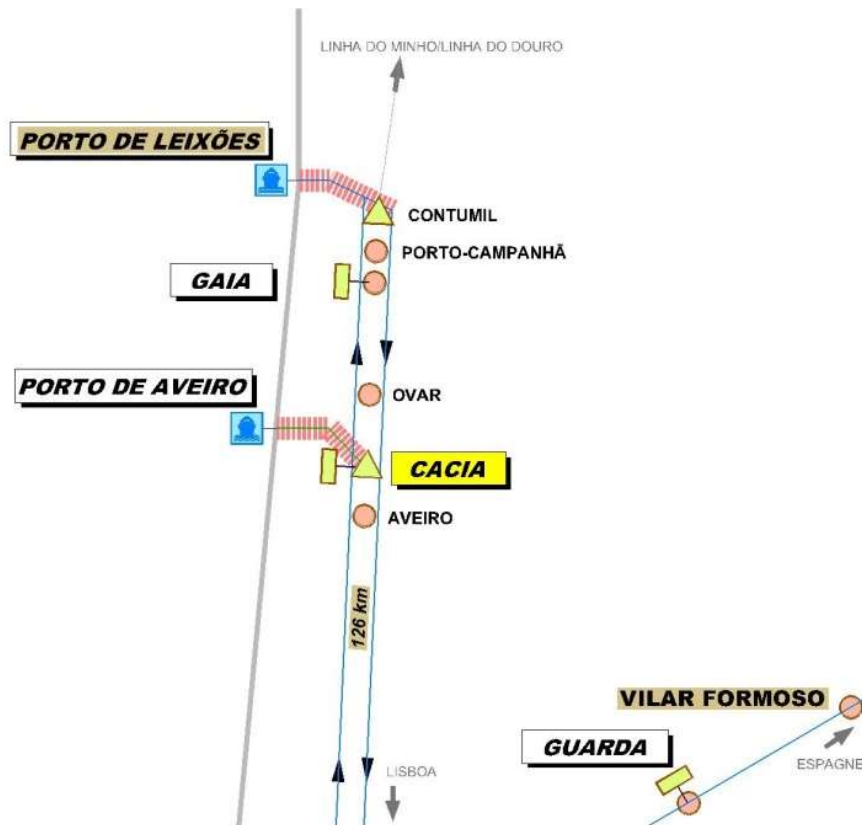 LINHA DO MINHO/LINHA DO DOURO
PORTO DE LEIXÕES
CONTUMIL
PORTO-CAMPANHÃ
GAIA
PORTO DE AVEIRO
OVAR
CACIA
AVEIRO
126 km
VILAR FORMOSO
GUARDA
ESPAGNE
LISBOA